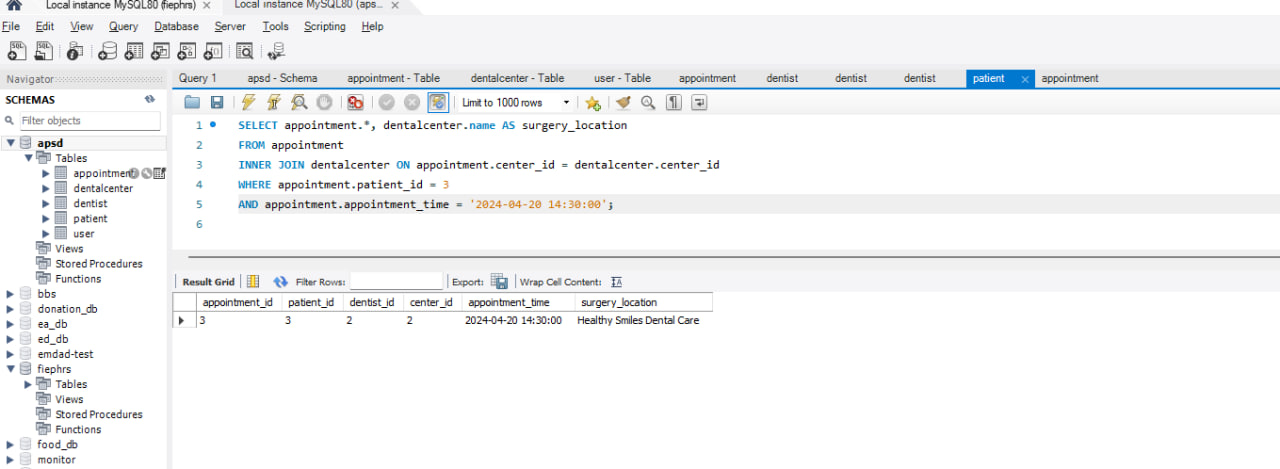 Local instance MySQL80 (fiephrs) × Local instance MySQL80 (aps... ×
File Edit View Query Database Server Tools Scripting Help
Navigator
Query 1 apsd - Schema appointment - Table dentalcenter - Table user - Table appointment dentist dentist dentist patient × appointment
SCHEMAS
Filter objects
apsd
Tables
appointment
dentalcenter
dentist
patient
user
Views
Stored Procedures
Functions
bbs
donation_db
ea_db
ed_db
emdad-test
fiephrs
Tables
Views
Stored Procedures
Functions
food_db
monitor
Limit to 1000 rows
1 SELECT appointment.*, dentalcenter.name AS surgery_location
2 FROM appointment
3 INNER JOIN dentalcenter ON appointment.center_id = dentalcenter.center_id
4 WHERE appointment.patient_id = 3
5 AND appointment.appointment_time = '2024-04-20 14:30:00';
6
Result Grid Filter Rows: Export: Wrap Cell Content: IA
appointment_id patient_id dentist_id center_id appointment_time surgery_location
3 3 2 2 2024-04-20 14:30:00 Healthy Smiles Dental Care